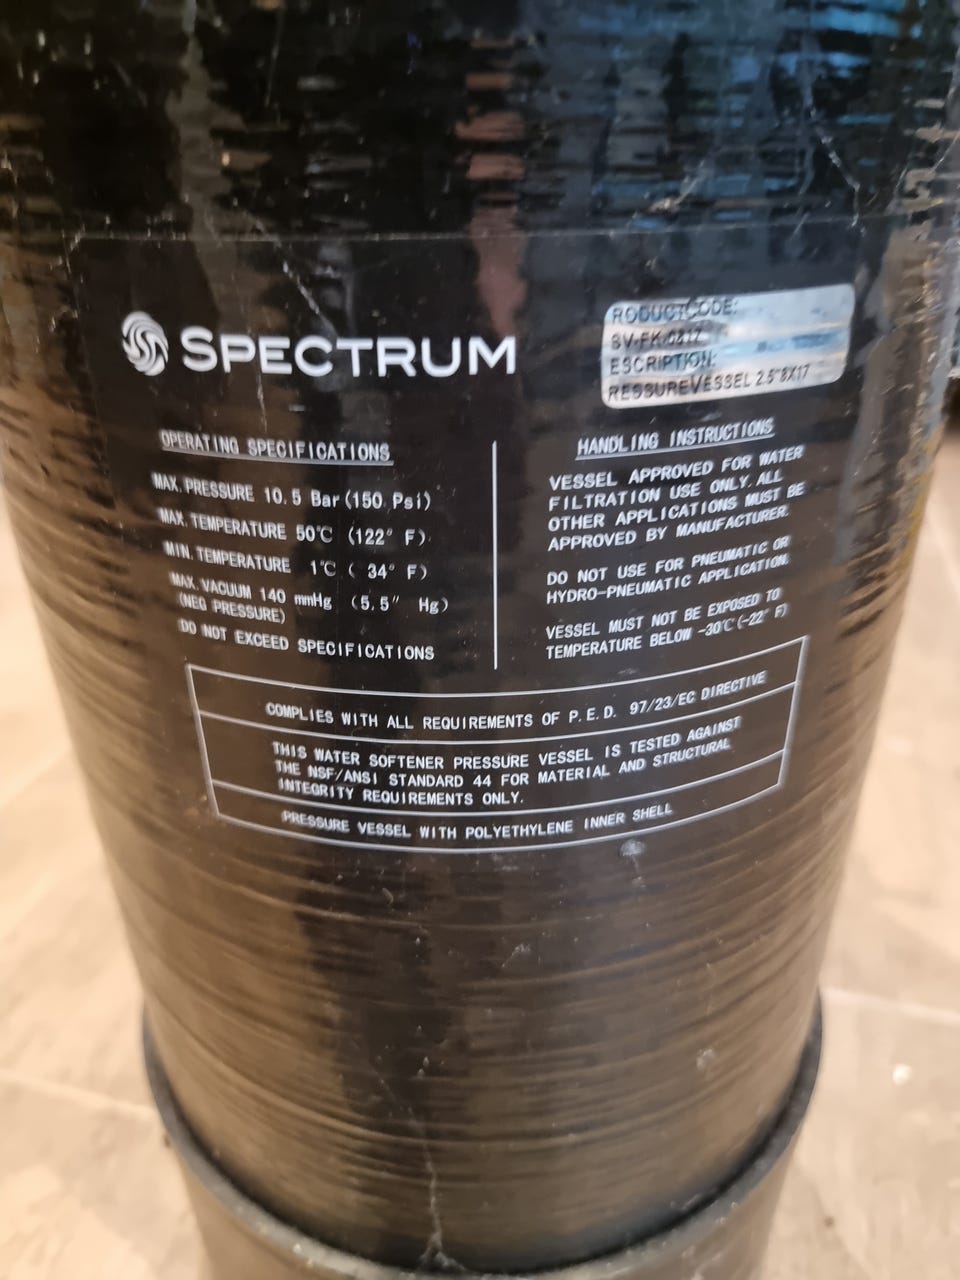 SPECTRUM
RODUCTCODE:
SV-FK-0817
ESCRIPTION:
RESSUREVESSEL 2.5"8X17
OPERATING SPECIFICATIONS
MAX. PRESSURE 10.5 Bar (150 Psi)
MAX. TEMPERATURE 50℃ (122° F)
MIN. TEMPERATURE 1℃ ( 34° F)
MAX. VACUUM 140 mmHg (5.5" Hg)
(NEG PRESSURE)
DO NOT EXCEED SPECIFICATIONS
HANDLING INSTRUCTIONS
VESSEL APPROVED FOR WATER
FILTRATION USE ONLY. ALL
OTHER APPLICATIONS MUST BE
APPROVED BY MANUFACTURER.
DO NOT USE FOR PNEUMATIC OR
HYDRO-PNEUMATIC APPLICATION.
VESSEL MUST NOT BE EXPOSED TO
TEMPERATURE BELOW -30℃(-22° F)
COMPLIES WITH ALL REQUIREMENTS OF P.E.D. 97/23/EC DIRECTIVE
THIS WATER SOFTENER PRESSURE VESSEL IS TESTED AGAINST
THE NSF/ANSI STANDARD 44 FOR MATERIAL AND STRUCTURAL
INTEGRITY REQUIREMENTS ONLY.
PRESSURE VESSEL WITH POLYETHYLENE INNER SHELL